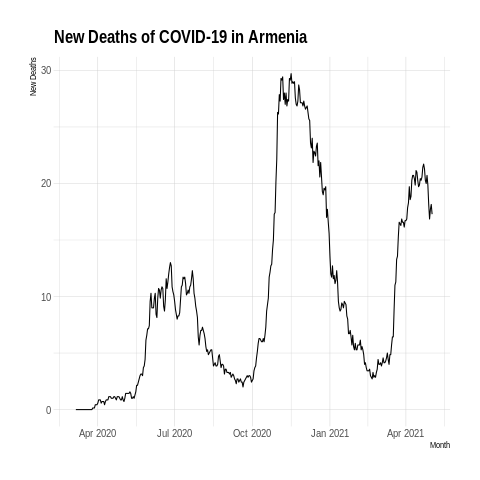 New Deaths of COVID-19 in Armenia
New Deaths
30
20
10
0
Apr 2020 Jul 2020 Oct 2020 Jan 2021 Apr 2021
Month